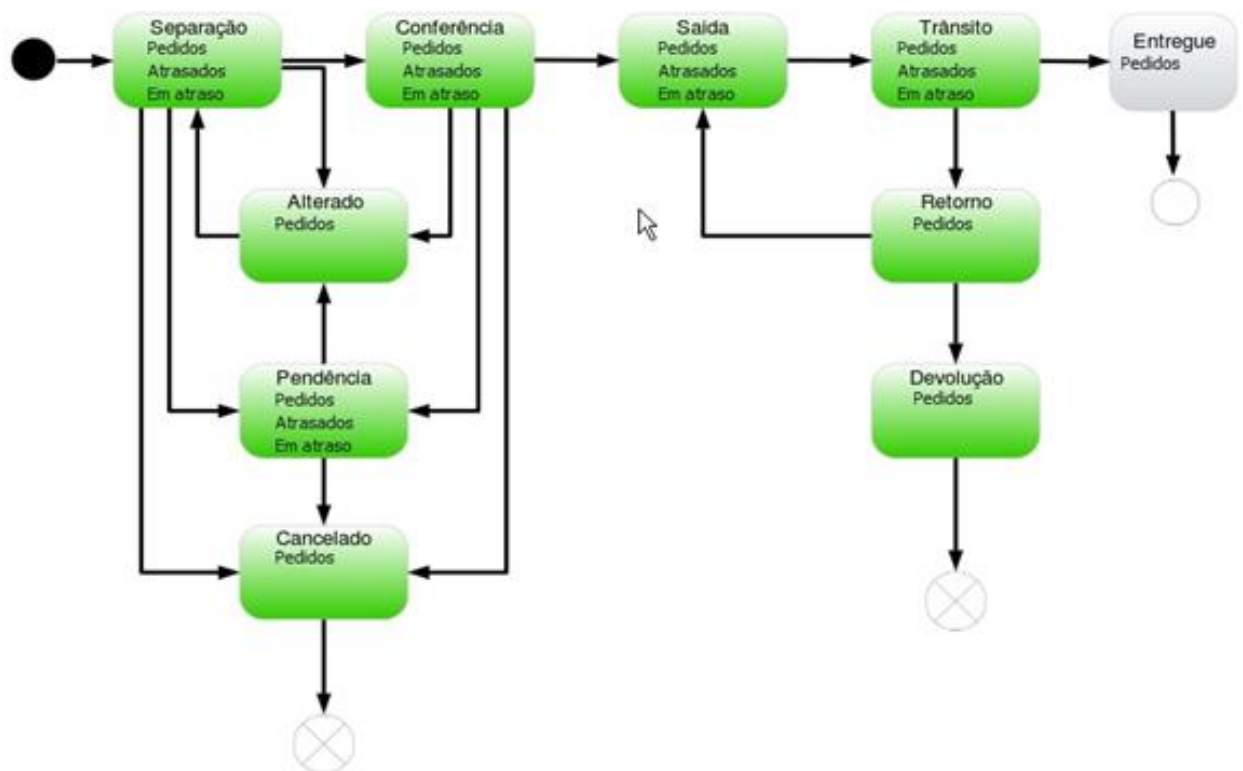 Separação
Pedidos
Atrasados
Em atraso
Conferência
Pedidos
Atrasados
Em atraso
Saída
Pedidos
Atrasados
Em atraso
Trânsito
Pedidos
Atrasados
Em atraso
Entregue
Pedidos
Alterado
Pedidos
Retorno
Pedidos
Pendência
Pedidos
Atrasados
Em atraso
Devolução
Pedidos
Cancelado
Pedidos